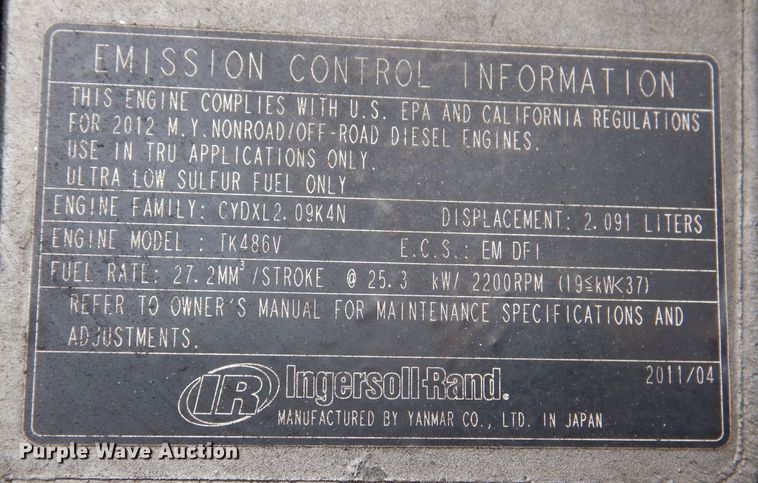 EMISSION CONTROL INFORMATION
THIS ENGINE COMPLIES WITH U.S. EPA AND CALIFORNIA REGULATIONS
FOR 2012 M.Y.NONROAD/OFF-ROAD DIESEL ENGINES.
USE IN TRU APPLICATIONS ONLY.
ULTRA LOW SULFUR FUEL ONLY
ENGINE FAMILY: CYDXL2.09K4N DISPLACEMENT: 2.091 LITERS
ENGINE MODEL : TK486V E.C.S.: EM DFI
FUEL RATE: 27.2MM³/STROKE @ 25.3 kW/ 2200RPM (19≤kW<37)
REFER TO OWNER'S MANUAL FOR MAINTENANCE SPECIFICATIONS AND
ADJUSTMENTS.
2011/04
IR Ingersoll-Rand.
MANUFACTURED BY YANMAR CO., LTD. IN JAPAN
Purple Wave Auction